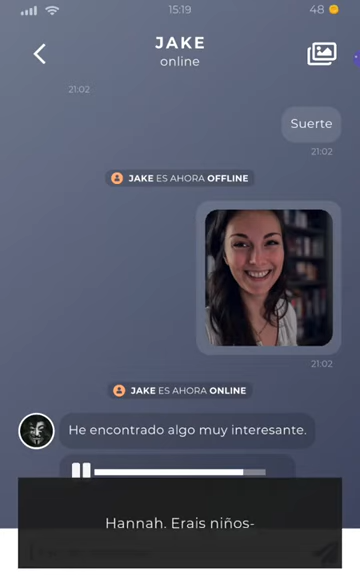 15:19
48
JAKE
online
21:02
Suerte
21:02
JAKE ES AHORA OFFLINE
21:02
JAKE ES AHORA ONLINE
He encontrado algo muy interesante.
Hannah. Erais niños-